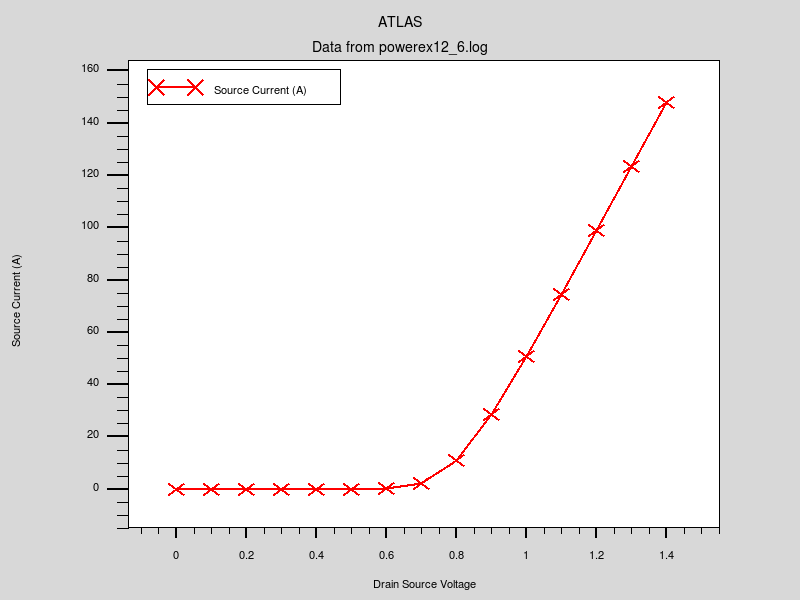 ATLAS
Data from powerex12_6.log
Source Current (A)
160
140
120
100
80
60
40
20
0
Source Current (A)
0 0.2 0.4 0.6 0.8 1 1.2 1.4
Drain Source Voltage